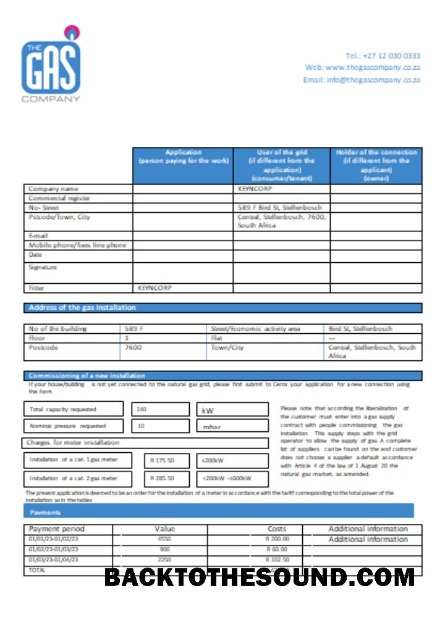 THE
GAS
COMPANY
Tel.: +27 12 030 0333
Web: www.thegascompany.co.za
Email: info@thegascompany.co.za
Application
(person paying for the work)
User of the grid
(if different from the
application)
(consumer/tenant)
Holder of the connection
(if different from the
applicant)
(owner)
Company name KEYNCORP
Commercial register
No- Street 589 F Bird St, Stellenbosch
Pstcode/Town, City Central, Stellenbosch, 7600,
South Africa
E-mail
Mobile phone/fixes line phone
Date
Signature
Fitter KEYNCORP
Address of the gas installation
No of the building 589 F Street/Economic activity area Bird St, Stellenbosch
Floor 1 Flat —
Postcode 7600 Town/City Central, Stellenbosch, South
Africa
Commissioning of a new installation
If your house/building is not yet connected to the natural gas grid, please first submit to your application for a new connection using
the form
Total capacity requested 160 kW
Nominal pressure requested 10 mbar
Charges for meter installation
Installation of a cat. 1 gas meter R 175.50 ≤200kW
Installation of a cat. 2 gas meter R 285.50 <200kW -≤600kW
Please note that according the liberalization of
the customer must enter into a gas supply
contract with people commissioning the gas
installation. This supply steps with the grid
operator to allow the supply of gas. A complete
list of suppliers can be found on the end customer
does not choose a supplier a default accordance
with Article 4 of the law of 1 August 20 the
natural gas market, as amended.
The present application is deemed to be an order for the installation of a meter in accordance with the tariff corresponding to the total power of the
installation as in the tables
Payments
Payment period Value Costs Additional information
01/01/23-01/02/23 4550 R 200.00 Additional information
01/02/23-01/03/23 900 R 60.00
01/03/23-01/04/23 2250 R 102.50
TOTAL
BACKTOTHESOUND.COM